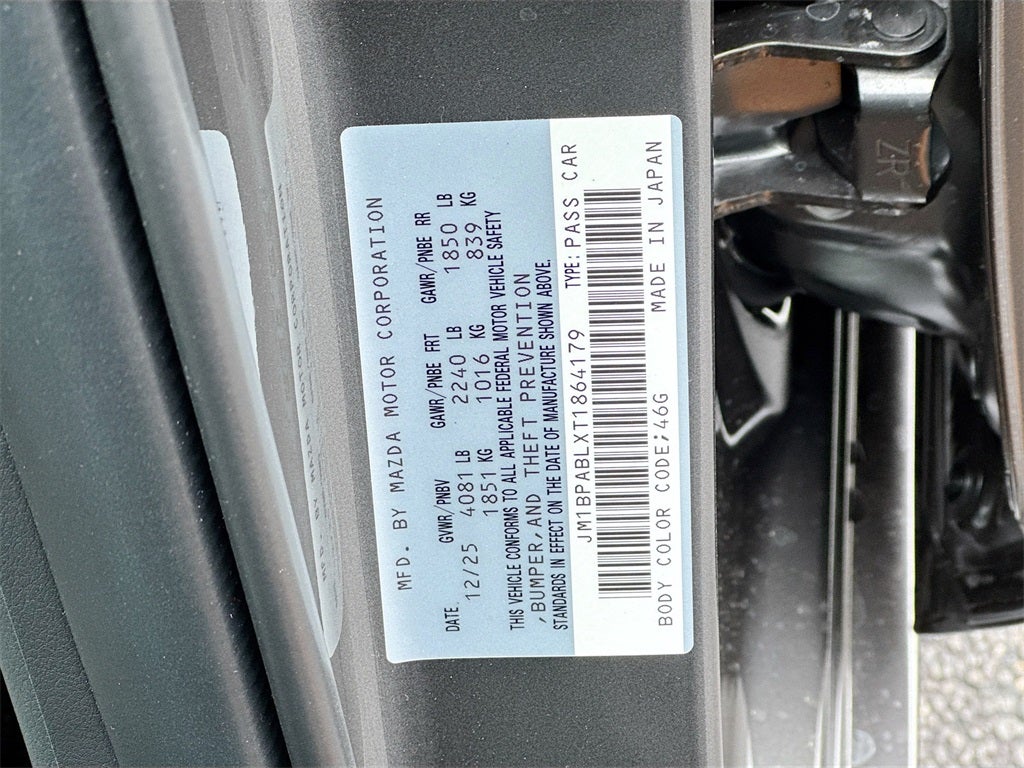 MFD. BY MAZDA MOTOR CORPORATION
DATE GVWR/PNBV GAWR/PNBE FRT GAWR/PNBE RR
12/25 4081 LB 2240 LB 1850 LB
1851 KG 1016 KG 839 KG
THIS VEHICLE CONFORMS TO ALL APPLICABLE FEDERAL MOTOR VEHICLE SAFETY
,BUMPER,AND THEFT PREVENTION
STANDARDS IN EFFECT ON THE DATE OF MANUFACTURE SHOWN ABOVE.
JM1BPABLXT1864179 TYPE: PASS CAR
BODY COLOR CODE;46G MADE IN JAPAN
ZR